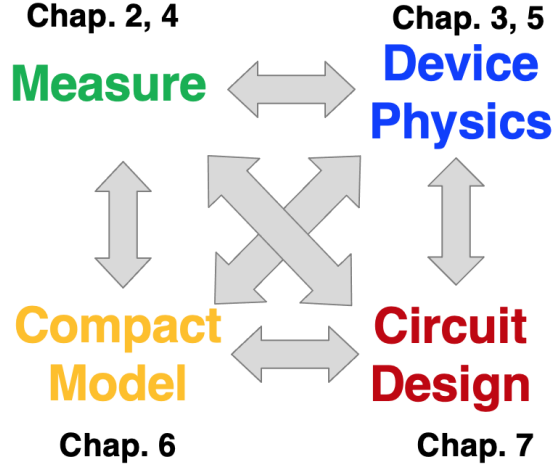 Chap. 2, 4
Measure
Chap. 3, 5
Device
Physics
Compact
Model
Chap. 6
Circuit
Design
Chap. 7